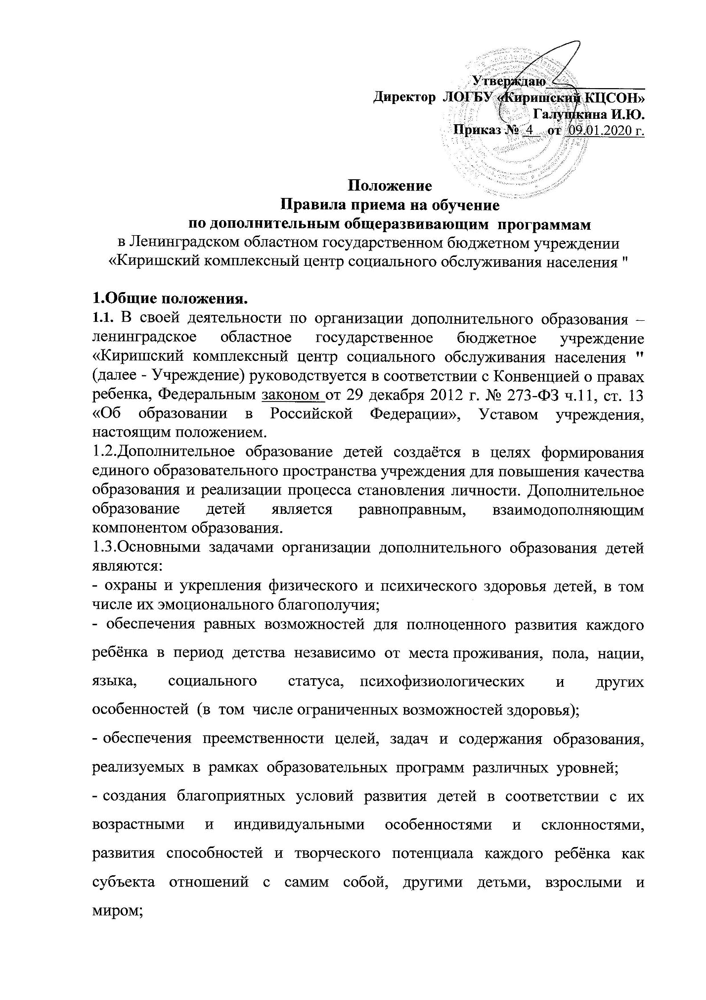 Утверждаю
Директор ЛОГБУ «Киришский КЦСОН»
Галушкина И.Ю.
Приказ № 4 от 09.01.2020 г.
Положение
Правила приема на обучение
по дополнительным общеразвивающим программам
в Ленинградском областном государственном бюджетном учреждении
«Киришский комплексный центр социального обслуживания населения "
1.Общие положения.
1.1. В своей деятельности по организации дополнительного образования –
ленинградское областное государственное бюджетное учреждение
«Киришский комплексный центр социального обслуживания населения "
(далее - Учреждение) руководствуется в соответствии с Конвенцией о правах
ребенка, Федеральным законом от 29 декабря 2012 г. № 273-ФЗ ч.11, ст. 13
«Об образовании в Российской Федерации», Уставом учреждения,
настоящим положением.
1.2.Дополнительное образование детей создаётся в целях формирования
единого образовательного пространства учреждения для повышения качества
образования и реализации процесса становления личности. Дополнительное
образование детей является равноправным, взаимодополняющим
компонентом образования.
1.3.Основными задачами организации дополнительного образования детей
являются:
- охраны и укрепления физического и психического здоровья детей, в том
числе их эмоционального благополучия;
- обеспечения равных возможностей для полноценного развития каждого
ребёнка в период детства независимо от места проживания, пола, нации,
языка, социального статуса, психофизиологических и других
особенностей (в том числе ограниченных возможностей здоровья);
- обеспечения преемственности целей, задач и содержания образования,
реализуемых в рамках образовательных программ различных уровней;
- создания благоприятных условий развития детей в соответствии с их
возрастными и индивидуальными особенностями и склонностями,
развития способностей и творческого потенциала каждого ребёнка как
субъекта отношений с самим собой, другими детьми, взрослыми и
миром;